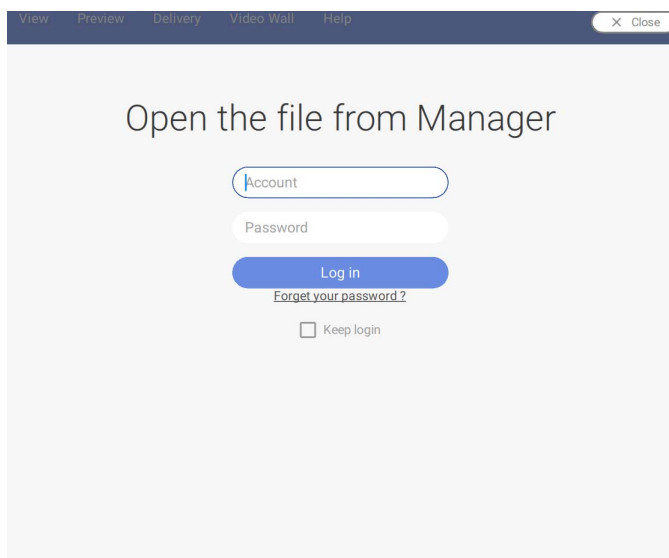 View Preview Delivery Video Wall Help × Close
Open the file from Manager
Account
Password
Log in
Forget your password ?
Keep login